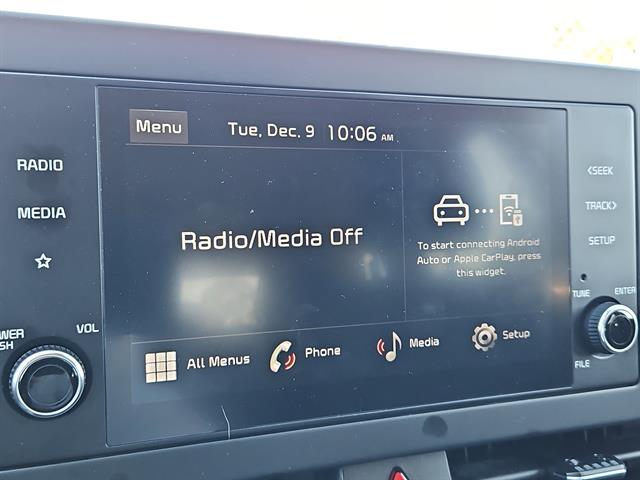 Menu
Tue, Dec. 9 10:06 AM
RADIO
MEDIA
VOL
Radio/Media Off
To start connecting Android
Auto or Apple CarPlay, press
this widget.
All Menus
Phone
Media
Setup
<SEEK
TRACK>
SETUP
TUNE
ENTER
FILE